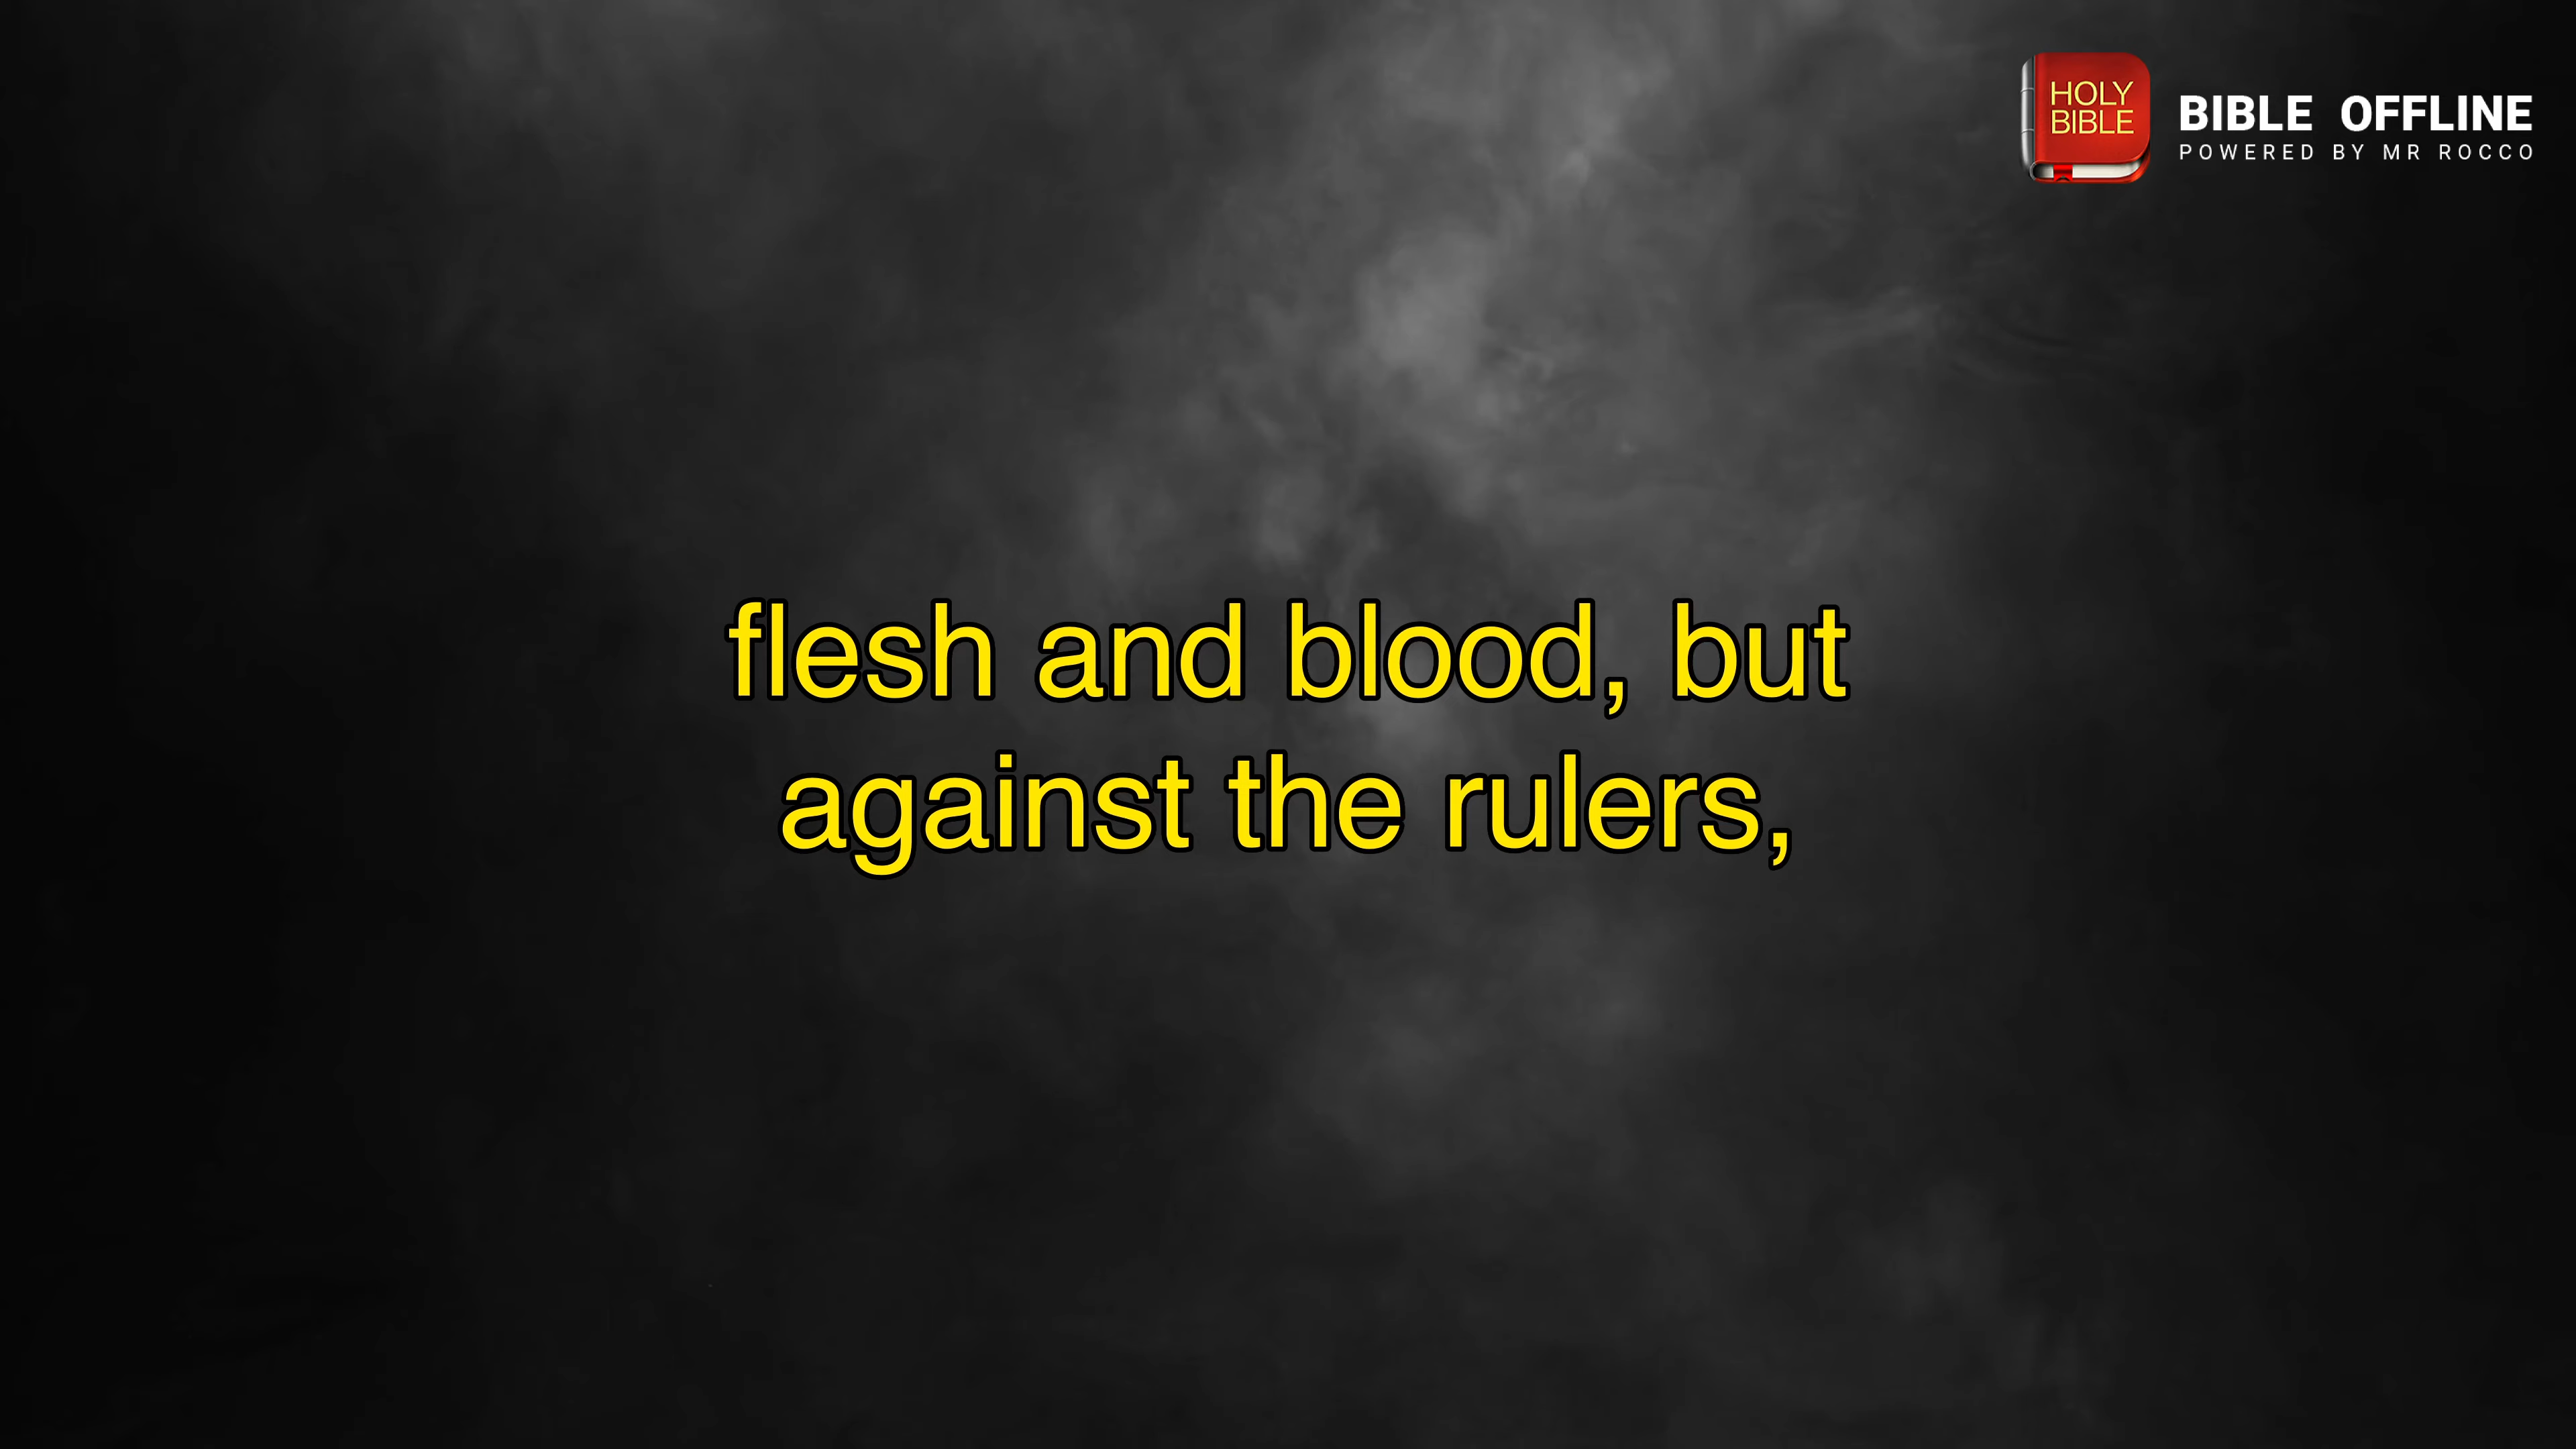 HOLY
BIBLE
BIBLE OFFLINE
POWERED BY MR ROCCO
flesh and blood, but
against the rulers,